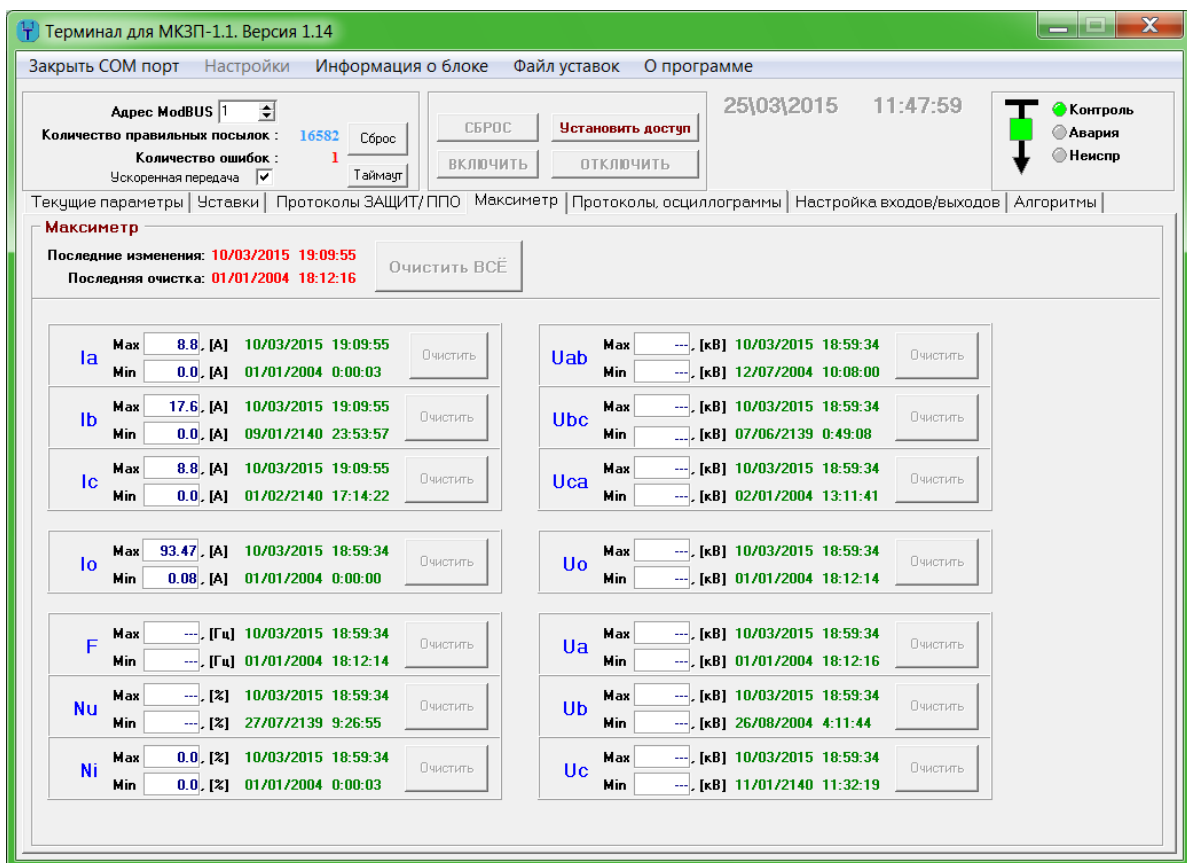 Терминал для МКЗП-1.1. Версия 1.14
Закрыть COM порт Настройки Информация о блоке Файл уставок О программе
Адрес ModBUS 1
Количество правильных посылок : 16582 Сброс
Количество ошибок : 1
Ускоренная передача Таймаут
СБРОС Установить доступ
ВКЛЮЧИТЬ ОТКЛЮЧИТЬ
25\03\2015 11:47:59
Контроль
Авария
Неиспр
Текущие параметры Уставки Протоколы ЗАЩИТ/ ППО Максиметр Протоколы, осциллограммы Настройка входов/выходов Алгоритмы
Максиметр
Последние изменения: 10/03/2015 19:09:55
Последняя очистка: 01/01/2004 18:12:16
Очистить ВСЁ
Ia
Max 8.8, [A] 10/03/2015 19:09:55 Очистить
Min 0.0, [A] 01/01/2004 0:00:03
Ib
Max 17.6, [A] 10/03/2015 19:09:55 Очистить
Min 0.0, [A] 09/01/2140 23:53:57
Ic
Max 8.8, [A] 10/03/2015 19:09:55 Очистить
Min 0.0, [A] 01/02/2140 17:14:22
Io
Max 93.47, [A] 10/03/2015 18:59:34 Очистить
Min 0.08, [A] 01/01/2004 0:00:00
F
Max ---, [Гц] 10/03/2015 18:59:34 Очистить
Min ---, [Гц] 01/01/2004 18:12:14
Nu
Max ---, [%] 10/03/2015 18:59:34 Очистить
Min ---, [%] 27/07/2139 9:26:55
Ni
Max 0.0, [%] 10/03/2015 18:59:34 Очистить
Min 0.0, [%] 01/01/2004 0:00:03
Uab
Max ---, [кВ] 10/03/2015 18:59:34 Очистить
Min ---, [кВ] 12/07/2004 10:08:00
Ubc
Max ---, [кВ] 10/03/2015 18:59:34 Очистить
Min ---, [кВ] 07/06/2139 0:49:08
Uca
Max ---, [кВ] 10/03/2015 18:59:34 Очистить
Min ---, [кВ] 02/01/2004 13:11:41
Uo
Max ---, [кВ] 10/03/2015 18:59:34 Очистить
Min ---, [кВ] 01/01/2004 18:12:14
Ua
Max ---, [кВ] 10/03/2015 18:59:34 Очистить
Min ---, [кВ] 01/01/2004 18:12:16
Ub
Max ---, [кВ] 10/03/2015 18:59:34 Очистить
Min ---, [кВ] 26/08/2004 4:11:44
Uc
Max ---, [кВ] 10/03/2015 18:59:34 Очистить
Min ---, [кВ] 11/01/2140 11:32:19